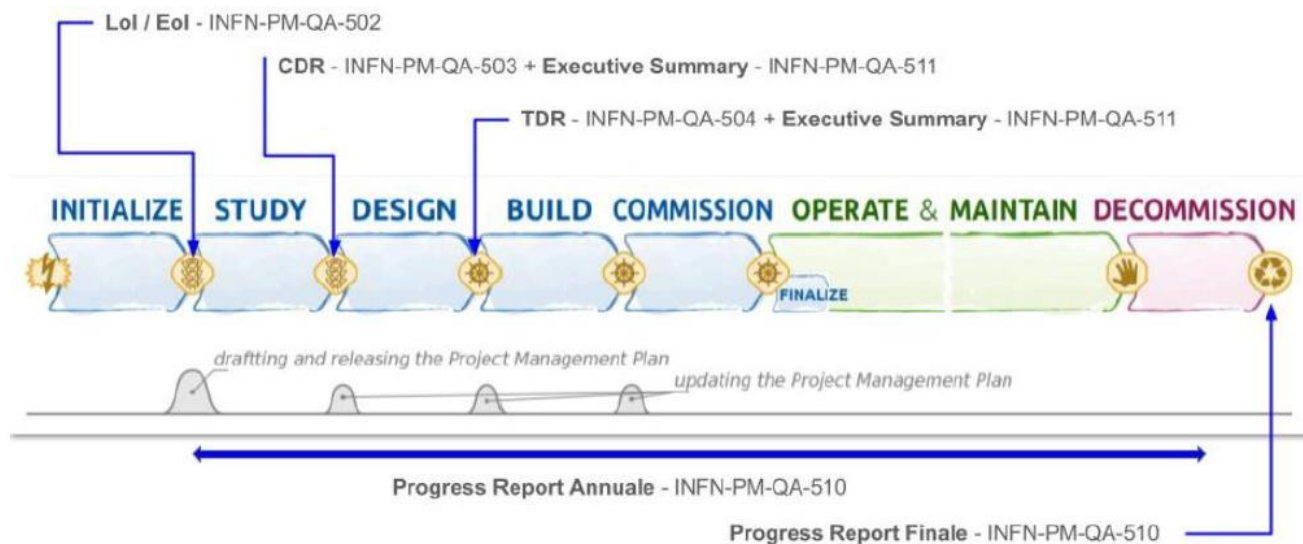 LoI / EoI - INFN-PM-QA-502
CDR - INFN-PM-QA-503 + Executive Summary - INFN-PM-QA-511
TDR - INFN-PM-QA-504 + Executive Summary - INFN-PM-QA-511
INITIALIZE STUDY DESIGN BUILD COMMISSION OPERATE & MAINTAIN DECOMMISSION
FINALIZE
draftting and releasing the Project Management Plan
updating the Project Management Plan
Progress Report Annuale - INFN-PM-QA-510
Progress Report Finale - INFN-PM-QA-510